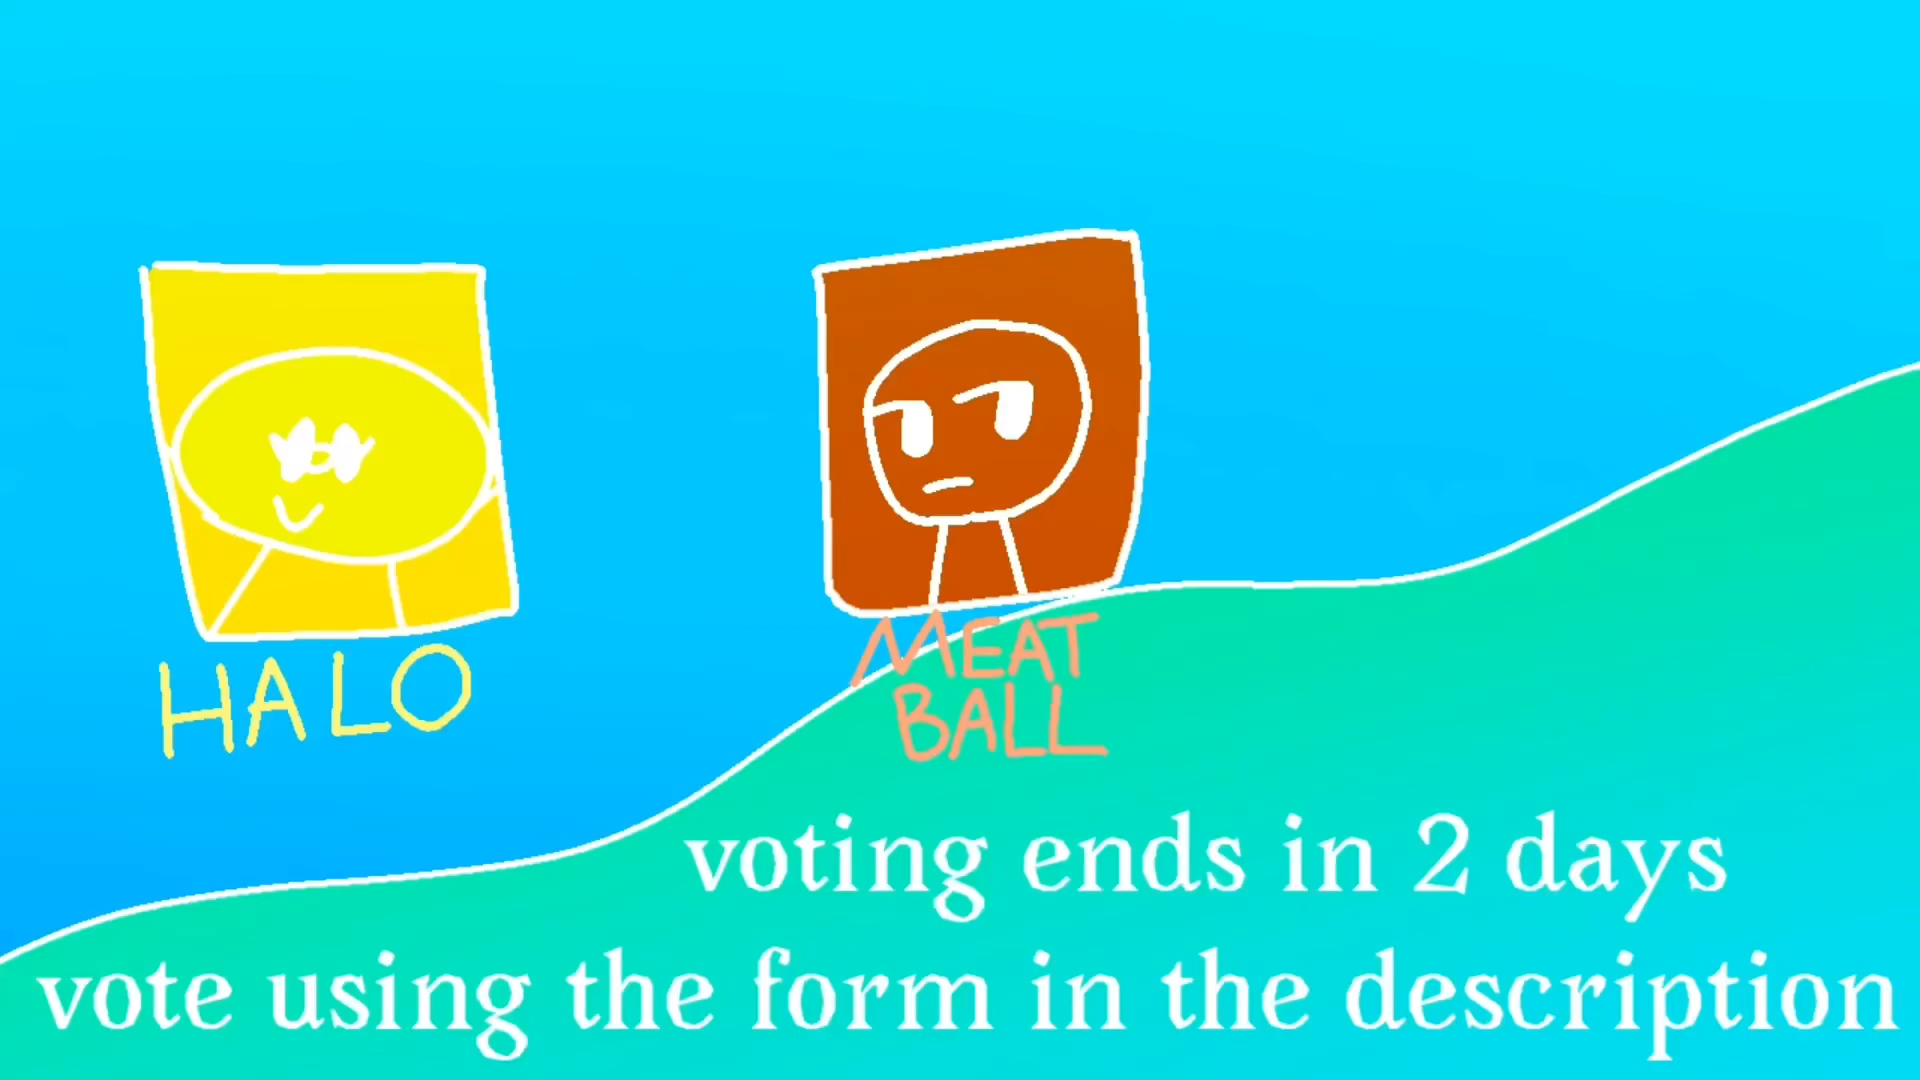 HALO
MEAT
BALL
voting ends in 2 days
vote using the form in the description